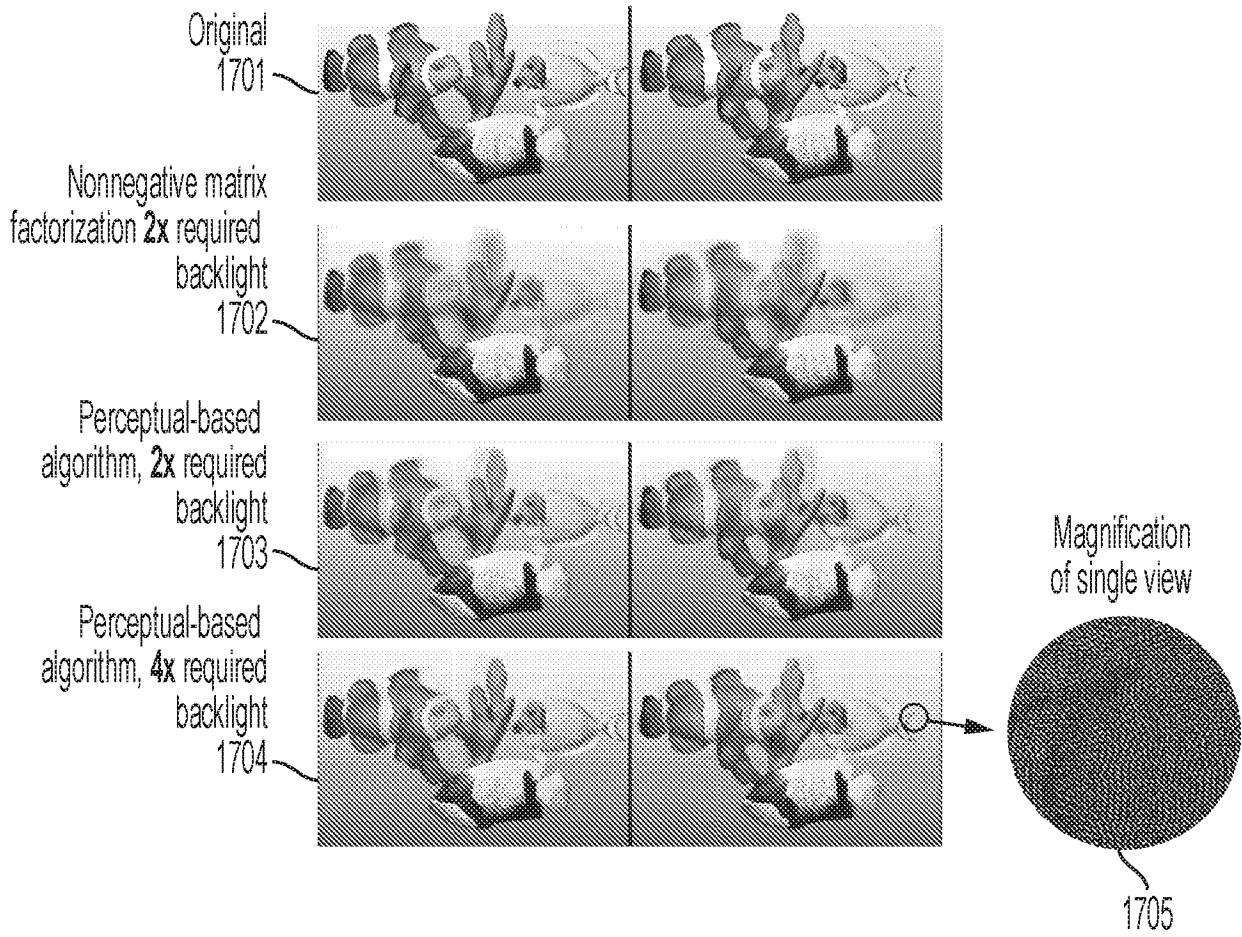 Original
1701
Nonnegative matrix
factorization 2x required
backlight
1702
Perceptual-based
algorithm, 2x required
backlight
1703
Perceptual-based
algorithm, 4x required
backlight
1704
Magnification
of single view
1705